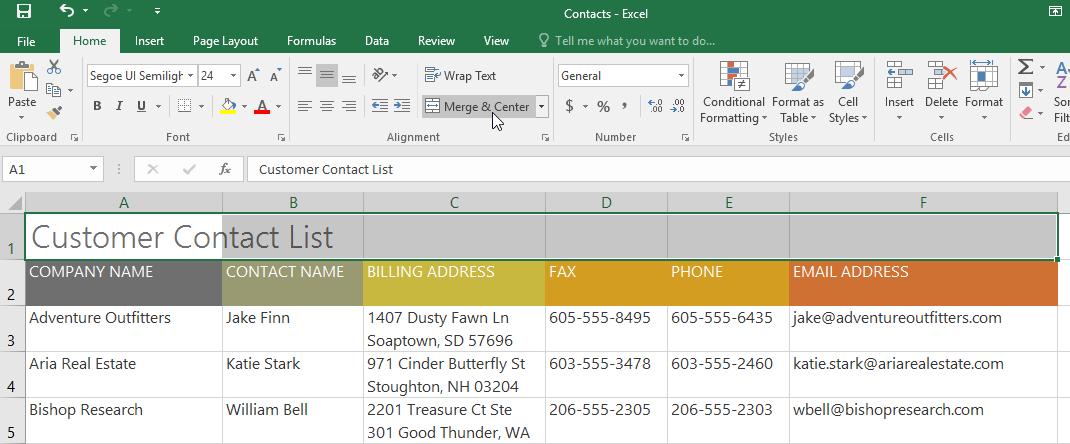 Contacts - Excel
File Home Insert Page Layout Formulas Data Review View Tell me what you want to do...
Segoe UI Semiligh 24 A A Wrap Text General
Paste B I U A Merge & Center $ % , .0 .00 .00 .0
Conditional Formatting Format as Table Cell Styles Insert Delete Format
Clipboard Font Alignment Number Styles Cells
A1 fx Customer Contact List
A B C D E F
1 Customer Contact List
2 COMPANY NAME CONTACT NAME BILLING ADDRESS FAX PHONE EMAIL ADDRESS
3 Adventure Outfitters Jake Finn 1407 Dusty Fawn Ln 605-555-8495 605-555-6435 jake@adventureoutfitters.com
Soaptown, SD 57696
4 Aria Real Estate Katie Stark 971 Cinder Butterfly St 603-555-3478 603-555-2460 katie.stark@ariarealestate.com
Stoughton, NH 03204
5 Bishop Research William Bell 2201 Treasure Ct Ste 206-555-2305 206-555-2303 wbell@bishopresearch.com
301 Good Thunder, WA